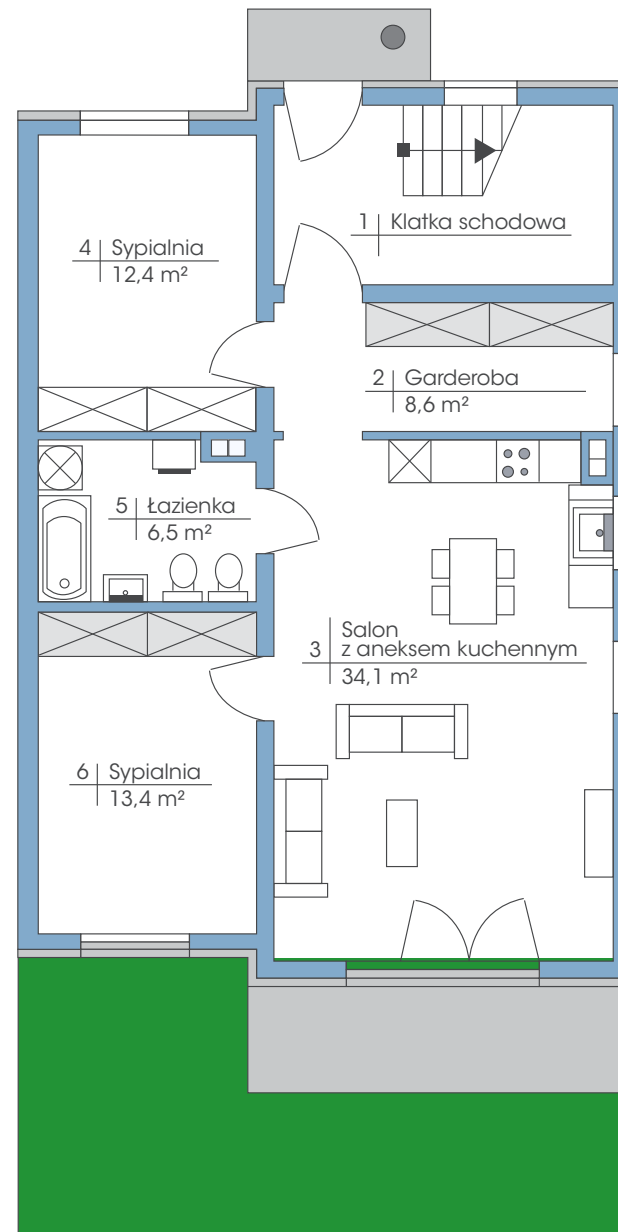 1 Klatka schodowa
4 Sypialnia
12,4 m²
2 Garderoba
8,6 m²
5 Łazienka
6,5 m²
3 Salon
z aneksem kuchennym
34,1 m²
6 Sypialnia
13,4 m²